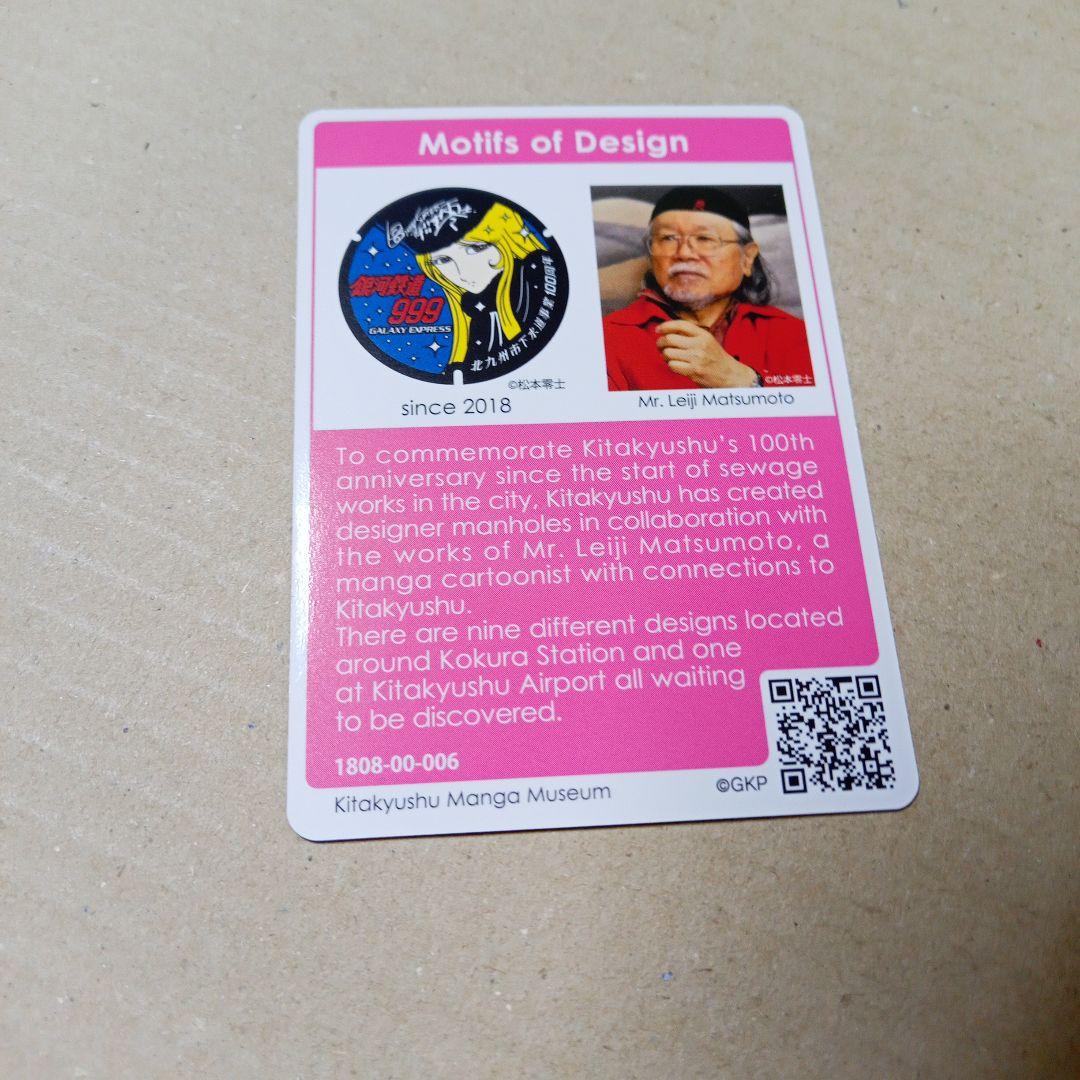 Motifs of Design
銀河鉄道
999
GALAXY EXPRESS
北九州市下水道事業100周年
©松本零士
since 2018
©松本零士
Mr. Leiji Matsumoto
To commemorate Kitakyushu's 100th
anniversary since the start of sewage
works in the city, Kitakyushu has created
designer manholes in collaboration with
the works of Mr. Leiji Matsumoto, a
manga cartoonist with connections to
Kitakyushu.
There are nine different designs located
around Kokura Station and one
at Kitakyushu Airport all waiting
to be discovered.
1808-00-006
Kitakyushu Manga Museum
©GKP